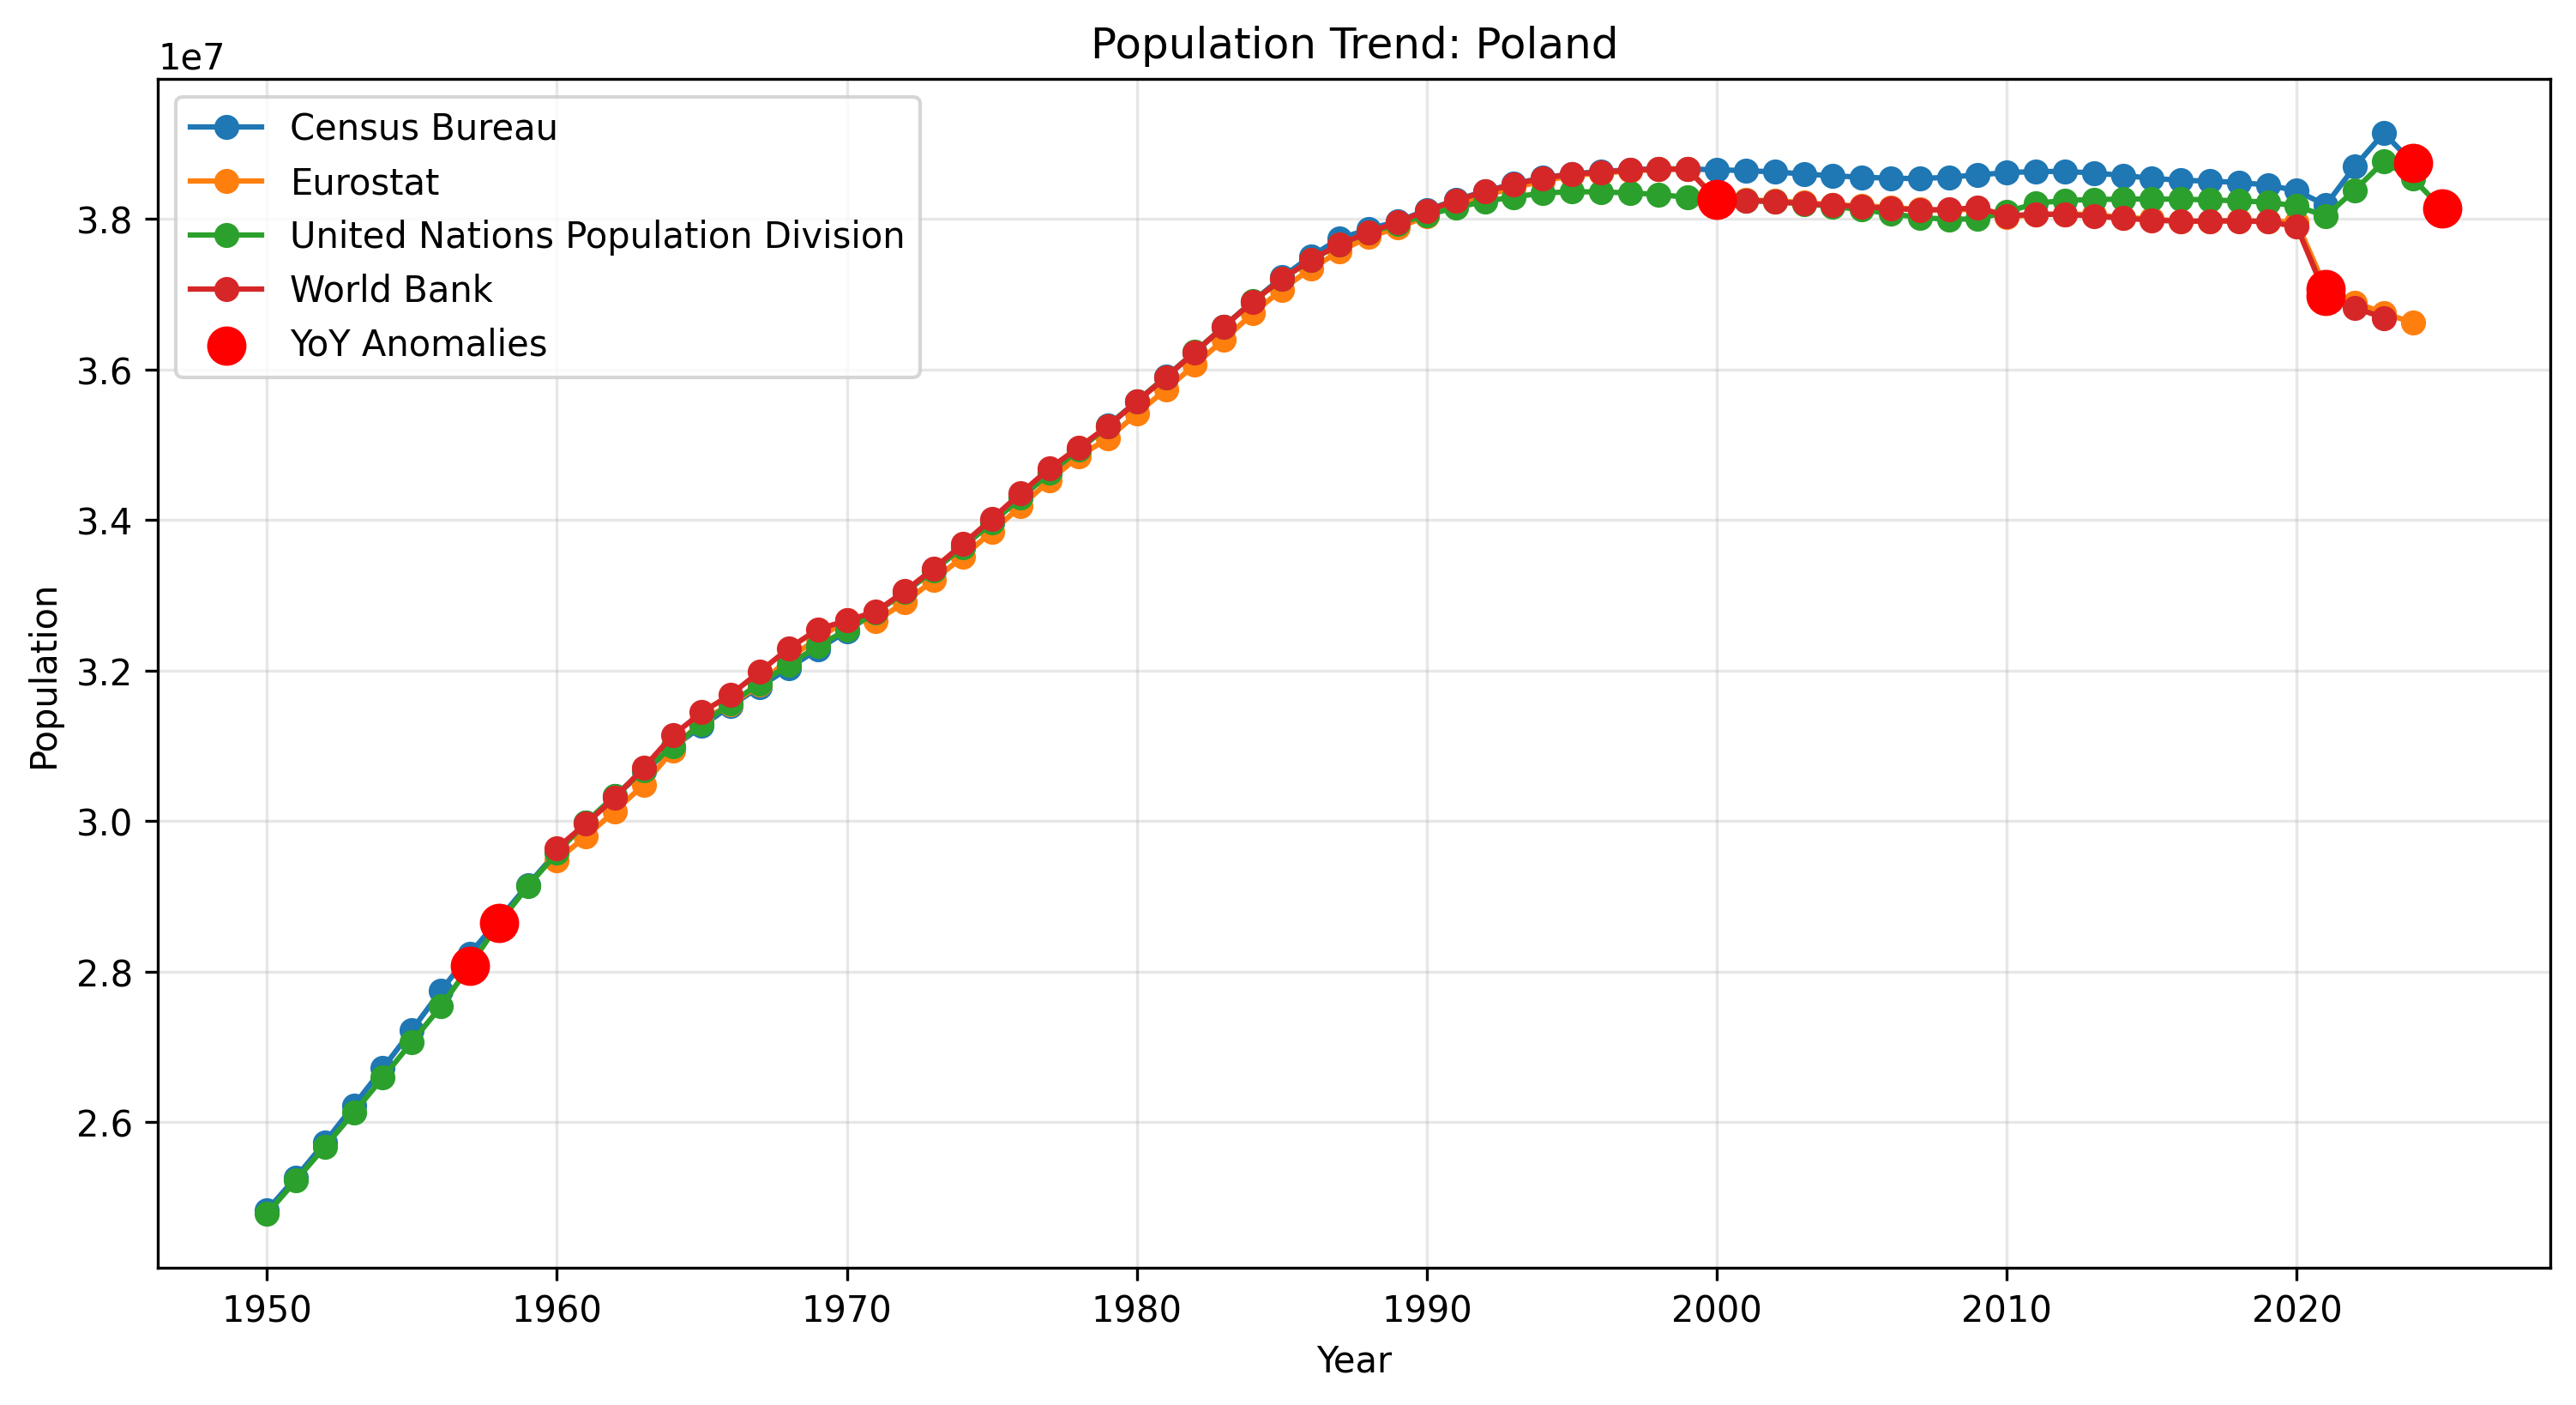 Population Trend: Poland
1e7
Census Bureau
Eurostat
United Nations Population Division
World Bank
YoY Anomalies
3.8
3.6
3.4
3.2
3.0
2.8
2.6
Population
1950 1960 1970 1980 1990 2000 2010 2020
Year